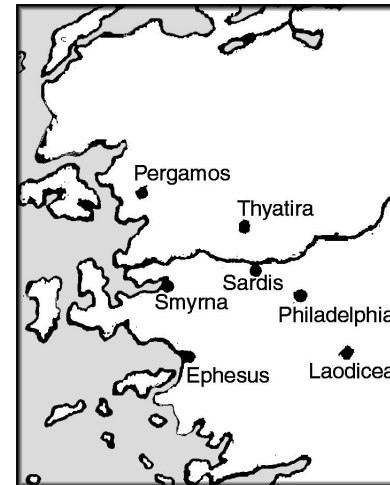 Pergamos
Thyatira
Sardis
Smyrna
Philadelphia
Ephesus
Laodicea